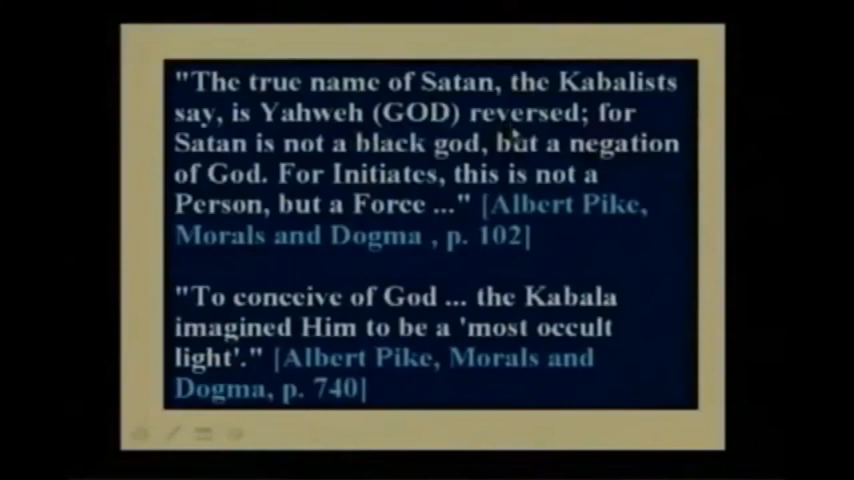 "The true name of Satan, the Kabalists
say, is Yahweh (GOD) reversed; for
Satan is not a black god, but a negation
of God. For Initiates, this is not a
Person, but a Force ..." [Albert Pike,
Morals and Dogma , p. 102]
"To conceive of God ... the Kabala
imagined Him to be a 'most occult
light'." [Albert Pike, Morals and
Dogma, p. 740]